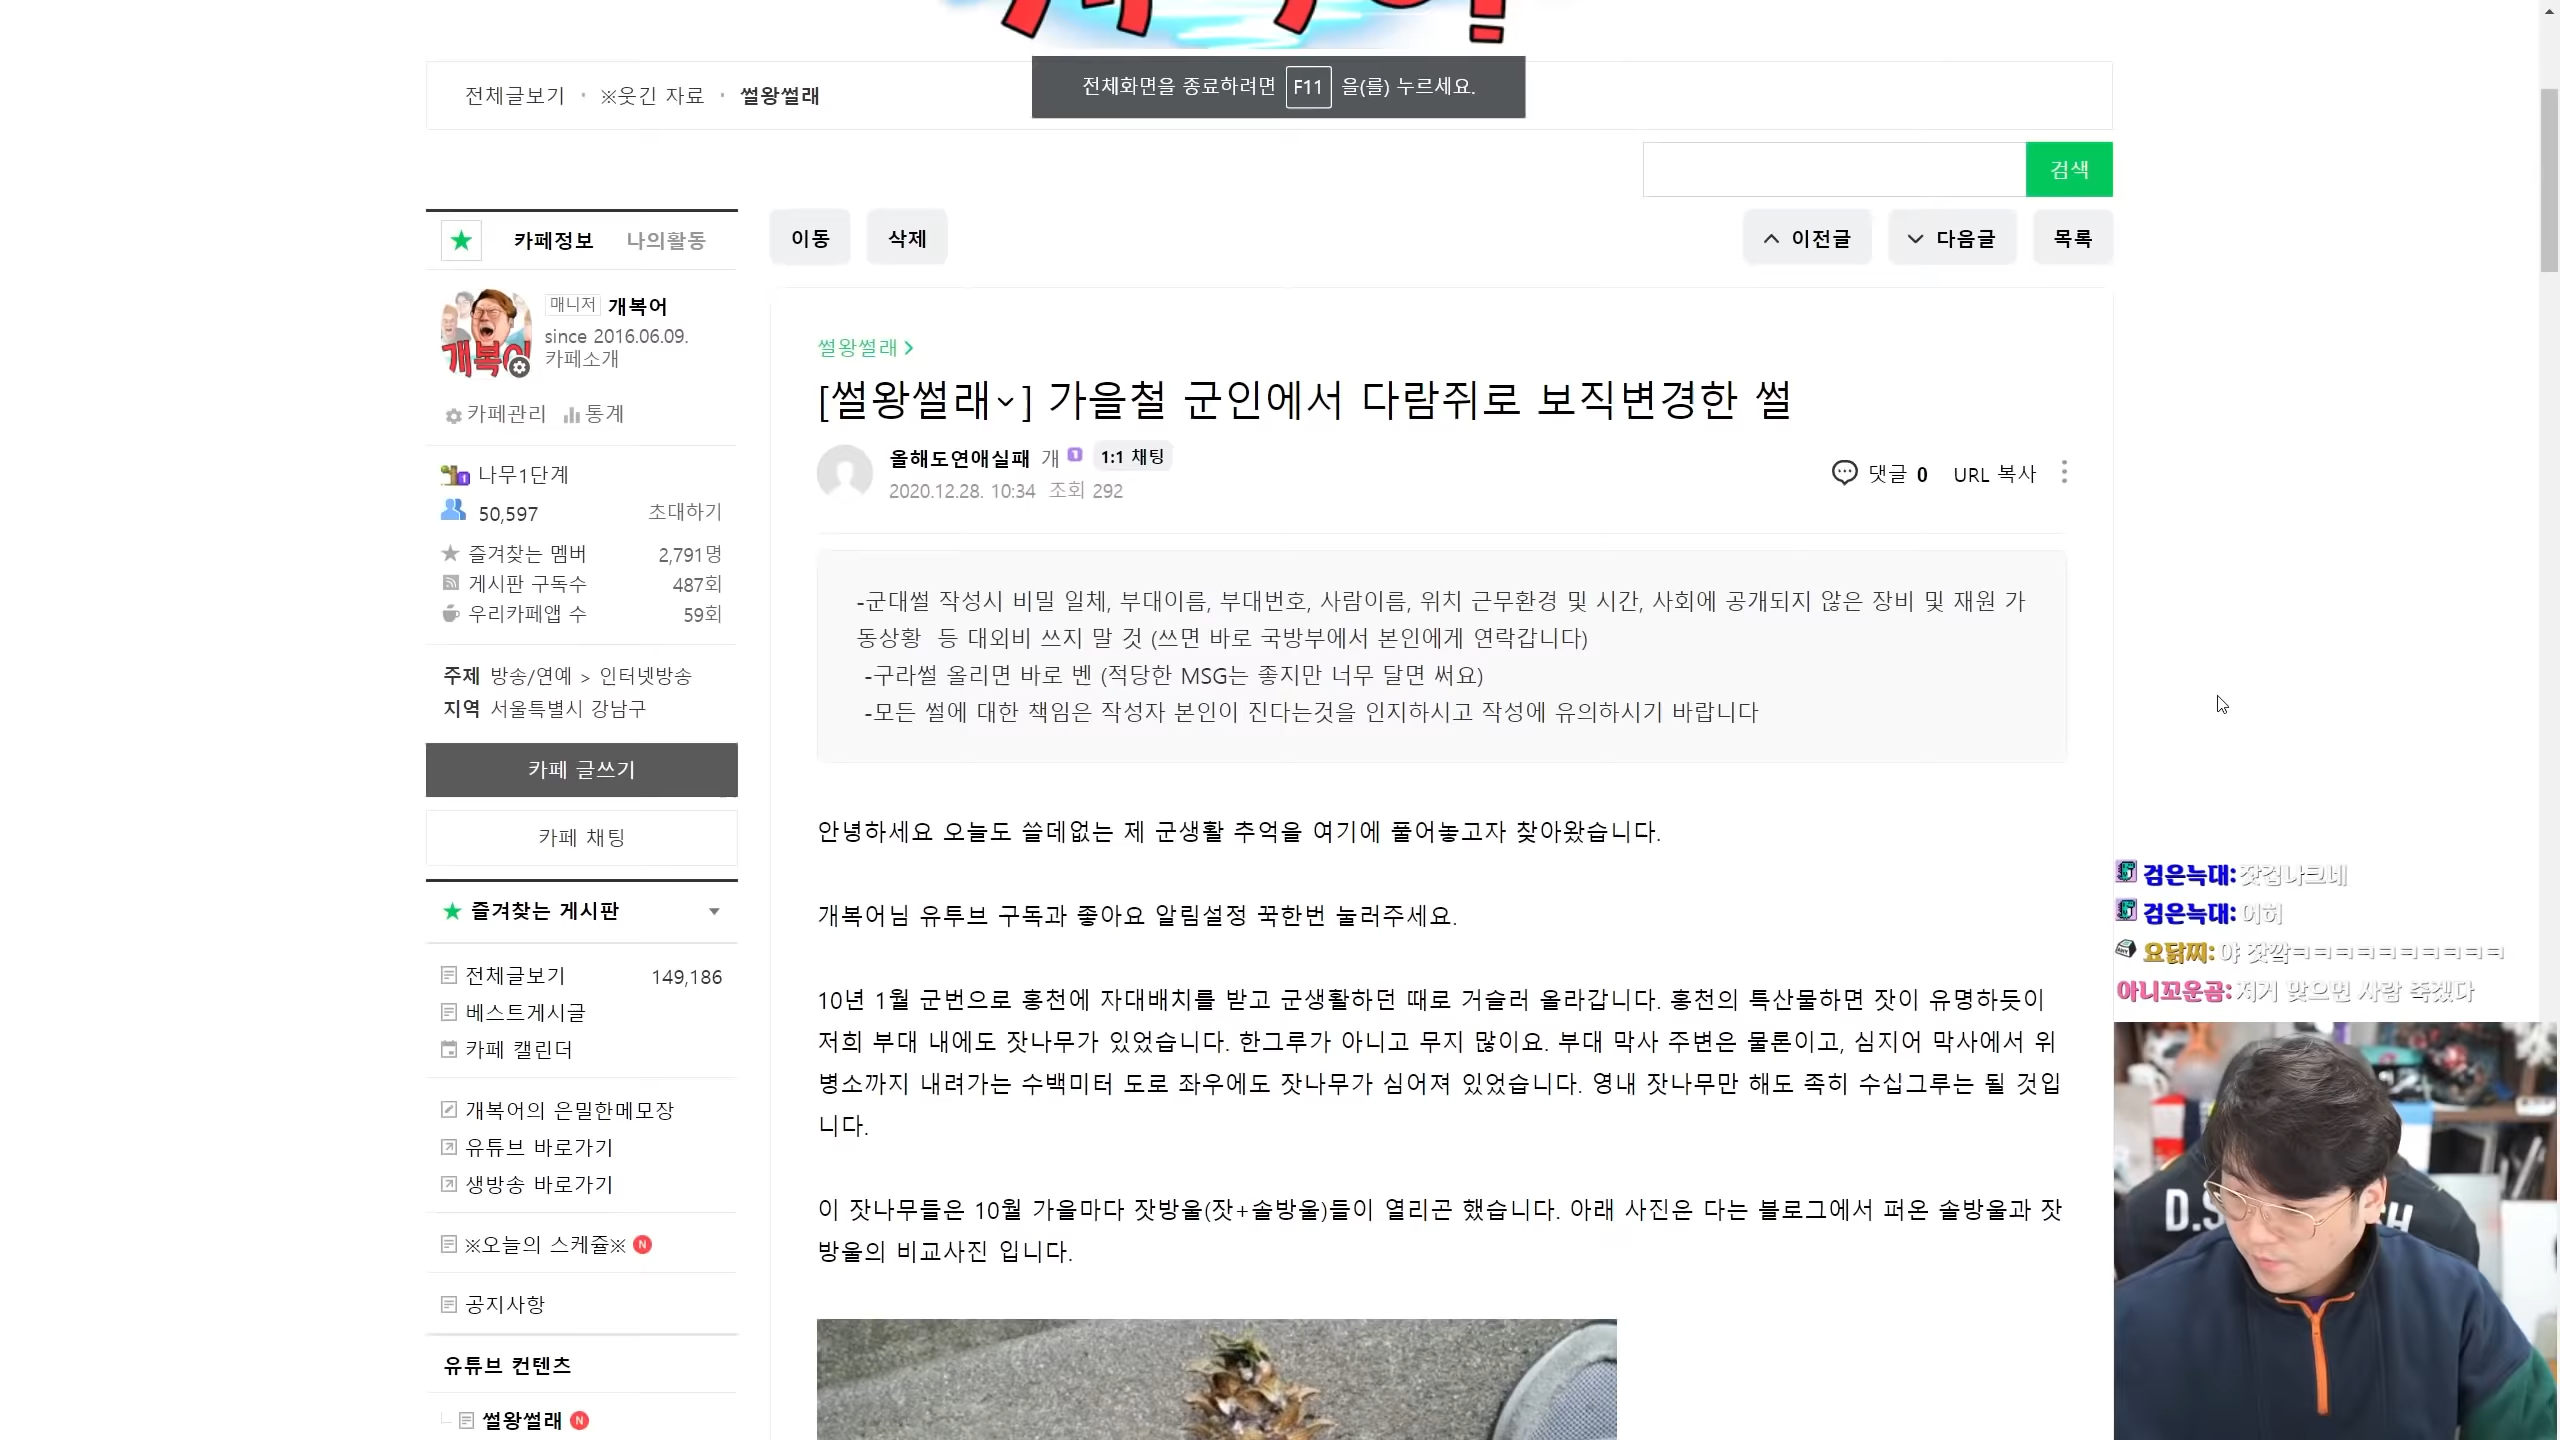 전체글보기 · ※웃긴 자료 · 썰왕썰래
전체화면을 종료하려면 F11 을(를) 누르세요.
검색
카페정보 나의활동
매니저 개복어
since 2016.06.09.
카페소개
카페관리 통계
나무1단계
50,597 초대하기
즐겨찾는 멤버 2,791명
게시판 구독수 487회
우리카페앱 수 59회
주제 방송/연예 > 인터넷방송
지역 서울특별시 강남구
카페 글쓰기
카페 채팅
즐겨찾는 게시판
전체글보기 149,186
베스트게시글
카페 캘린더
개복어의 은밀한메모장
유튜브 바로가기
생방송 바로가기
※오늘의 스케쥴※ N
공지사항
유튜브 컨텐츠
썰왕썰래 N
이동 삭제
이전글 다음글 목록
썰왕썰래 >
[썰왕썰래~] 가을철 군인에서 다람쥐로 보직변경한 썰
올해도연애실패 개 1 1:1 채팅
2020.12.28. 10:34 조회 292
댓글 0 URL 복사
-군대썰 작성시 비밀 일체, 부대이름, 부대번호, 사람이름, 위치 근무환경 및 시간, 사회에 공개되지 않은 장비 및 재원 가
동상황 등 대외비 쓰지 말 것 (쓰면 바로 국방부에서 본인에게 연락갑니다)
-구라썰 올리면 바로 벤 (적당한 MSG는 좋지만 너무 달면 써요)
-모든 썰에 대한 책임은 작성자 본인이 진다는것을 인지하시고 작성에 유의하시기 바랍니다
안녕하세요 오늘도 쓸데없는 제 군생활 추억을 여기에 풀어놓고자 찾아왔습니다.
개복어님 유투브 구독과 좋아요 알림설정 꾹한번 눌러주세요.
10년 1월 군번으로 홍천에 자대배치를 받고 군생활하던 때로 거슬러 올라갑니다. 홍천의 특산물하면 잣이 유명하듯이
저희 부대 내에도 잣나무가 있었습니다. 한그루가 아니고 무지 많이요. 부대 막사 주변은 물론이고, 심지어 막사에서 위
병소까지 내려가는 수백미터 도로 좌우에도 잣나무가 심어져 있었습니다. 영내 잣나무만 해도 족히 수십그루는 될 것입
니다.
이 잣나무들은 10월 가을마다 잣방울(잣+솔방울)들이 열리곤 했습니다. 아래 사진은 다는 블로그에서 퍼온 솔방울과 잣
방울의 비교사진 입니다.
검은늑대: 잣겁나크네
검은늑대: 어허
요닭찌: 야 잣깍ㅋㅋㅋㅋㅋㅋㅋㅋㅋㅋ
아니꼬운곰: 저거 맞으면 사람 죽겠다